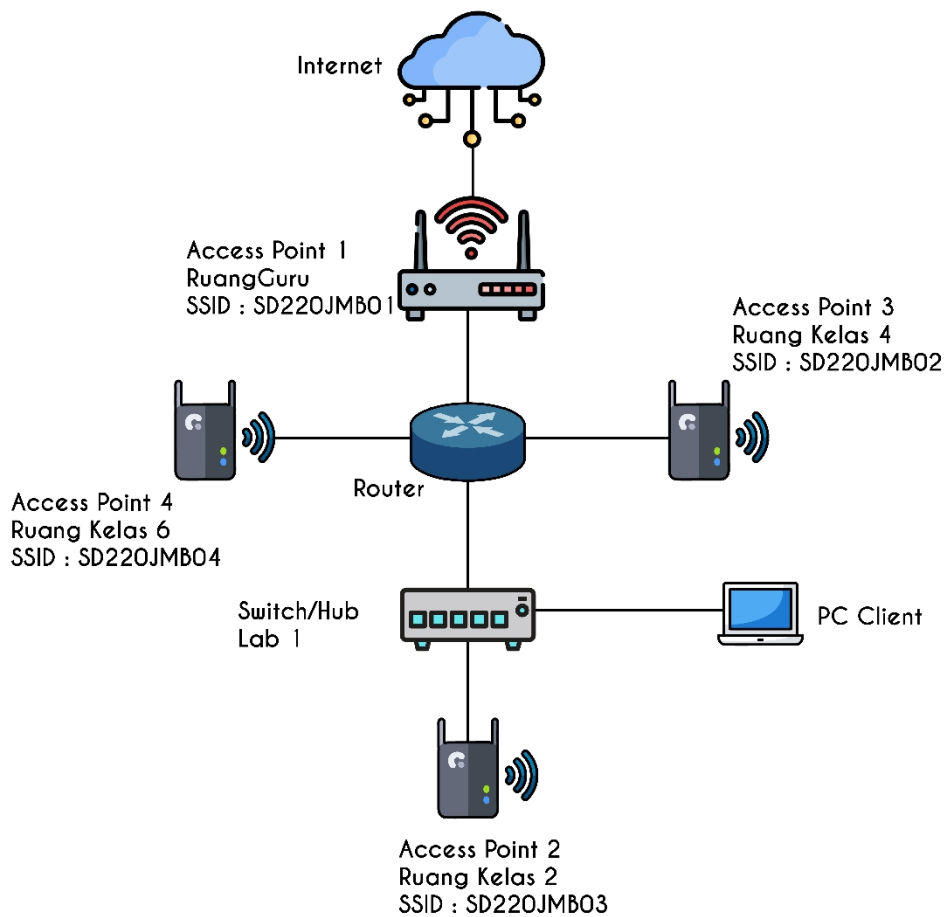 Internet
Access Point 1
RuangGuru
SSID : SD220JMB01
Access Point 3
Ruang Kelas 4
SSID : SD220JMB02
Router
Access Point 4
Ruang Kelas 6
SSID : SD220JMB04
Switch/Hub
Lab 1
PC Client
Access Point 2
Ruang Kelas 2
SSID : SD220JMB03